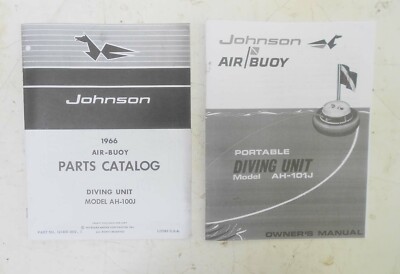 Johnson
1966
AIR-BUOY
PARTS CATALOG
DIVING UNIT
MODEL AH-100J
Johnson
AIR BUOY
PORTABLE
DIVING UNIT
Model AH-101J
OWNER'S MANUAL